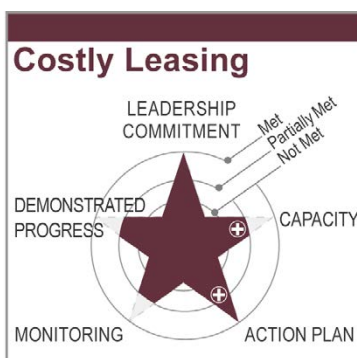 Costly Leasing
LEADERSHIP
COMMITMENT
Met
Partially Met
Not Met
DEMONSTRATED
PROGRESS
CAPACITY
MONITORING
ACTION PLAN